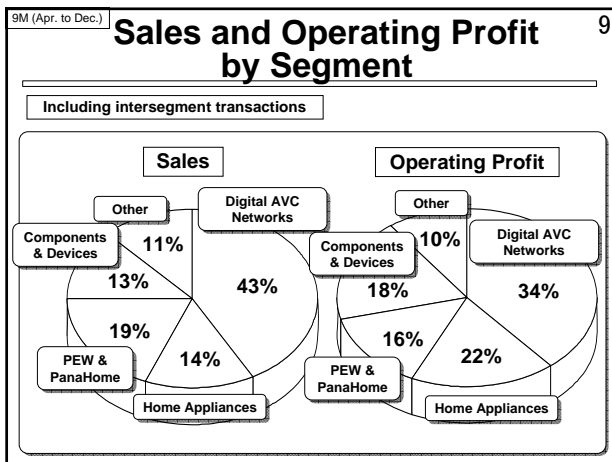 9M (Apr. to Dec.)
Sales and Operating Profit
by Segment
9
Including intersegment transactions
Sales
Other
Digital AVC
Networks
Components
& Devices
11%
13%
43%
19%
14%
PEW &
PanaHome
Home Appliances
Operating Profit
Other
Digital AVC
Networks
Components
& Devices
10%
18%
34%
16%
22%
PEW &
PanaHome
Home Appliances